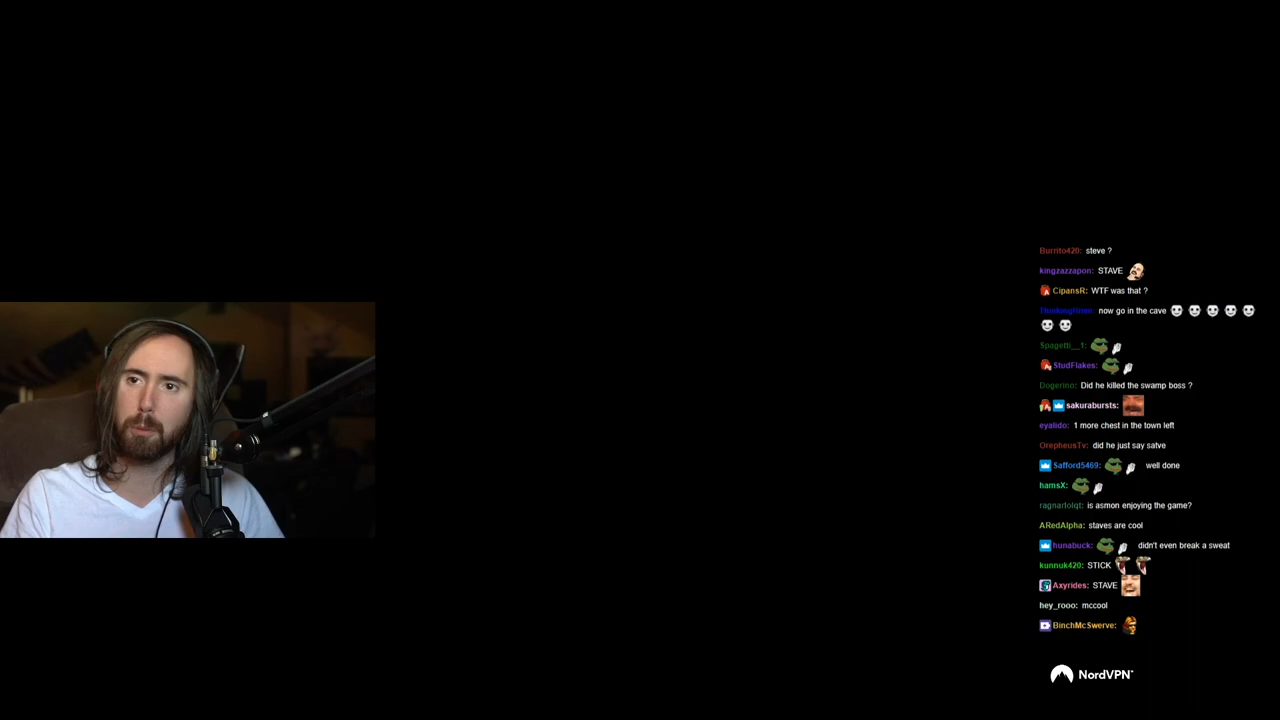 Burrito420: steve ?
kingzazzapon: STAVE
CipansR: WTF was that ?
now go in the cave
Spagetti__1:
StudFlakes:
Dogerino: Did he killed the swamp boss ?
sakurabursts:
eyalido: 1 more chest in the town left
OrepheusTv: did he just say satve
Safford5469: well done
hamsX:
ragnarlolqt: is asmon enjoying the game?
ARedAlpha: staves are cool
hunabuck: didn't even break a sweat
kunnuk420: STICK
Axyrides: STAVE
hey_rooo: mccool
BinchMcSwerve:
NordVPN